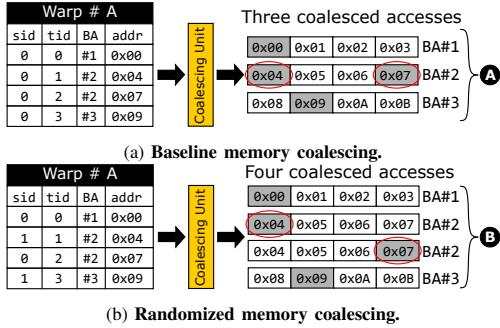 Warp # A
sid tid BA addr
0 0 #1 0x00
0 1 #2 0x04
0 2 #2 0x07
0 3 #3 0x09
Coalescing Unit
Three coalesced accesses
0x00 0x01 0x02 0x03 BA#1
0x04 0x05 0x06 0x07 BA#2
0x08 0x09 0x0A 0x0B BA#3
A
(a) Baseline memory coalescing.
Warp # A
sid tid BA addr
0 0 #1 0x00
1 1 #2 0x04
0 2 #2 0x07
1 3 #3 0x09
Coalescing Unit
Four coalesced accesses
0x00 0x01 0x02 0x03 BA#1
0x04 0x05 0x06 0x07 BA#2
0x04 0x05 0x06 0x07 BA#2
0x08 0x09 0x0A 0x0B BA#3
B
(b) Randomized memory coalescing.